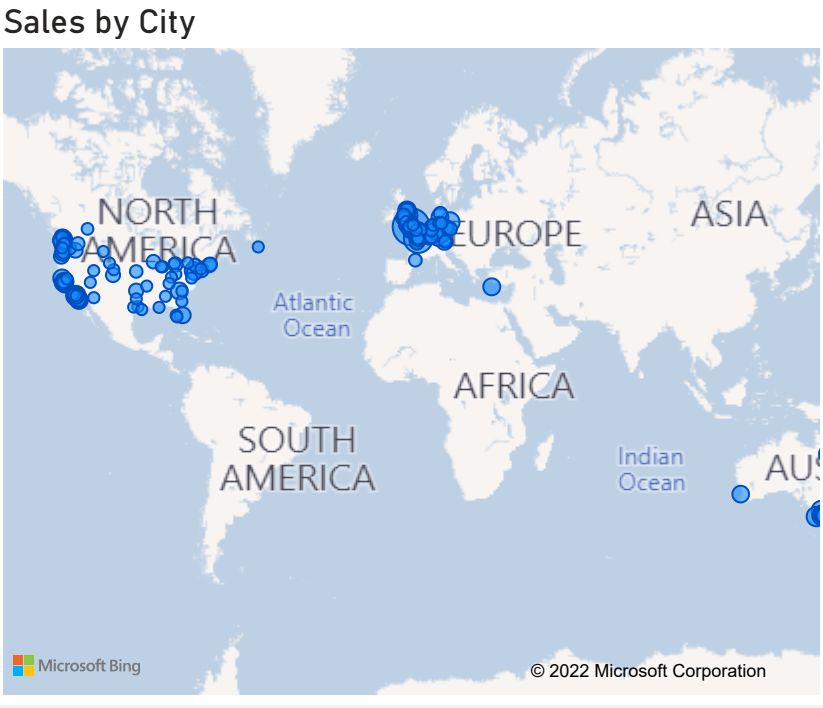 Sales by City
NORTH
AMERICA
EUROPE
ASIA
Atlantic
Ocean
AFRICA
SOUTH
AMERICA
Indian
Ocean
AUS
Microsoft Bing
© 2022 Microsoft Corporation